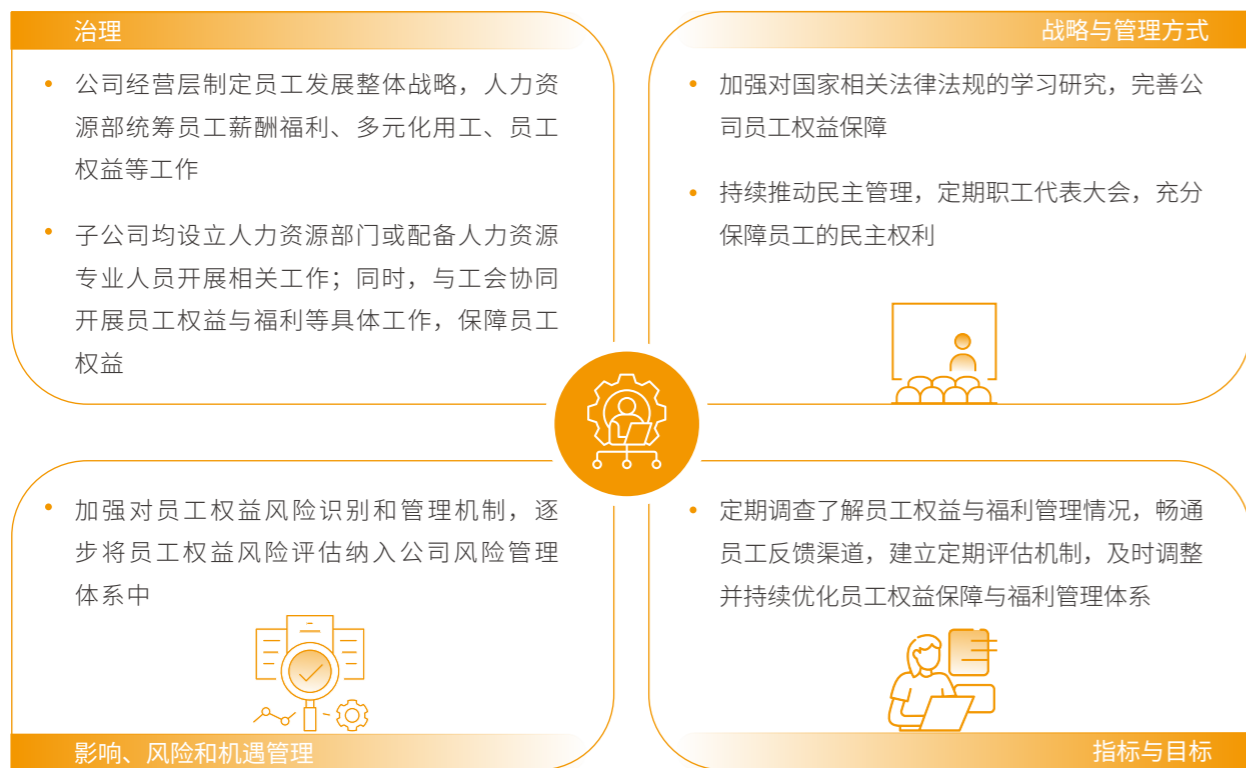 治理
• 公司经营层制定员工发展整体战略，人力资
源部统筹员工薪酬福利、多元化用工、员工
权益等工作
• 子公司均设立人力资源部门或配备人力资源
专业人员开展相关工作；同时，与工会协同
开展员工权益与福利等具体工作，保障员工
权益
战略与管理方式
• 加强对国家相关法律法规的学习研究，完善公
司员工权益保障
• 持续推动民主管理，定期职工代表大会，充分
保障员工的民主权利
• 加强对员工权益风险识别和管理机制，逐
步将员工权益风险评估纳入公司风险管理
体系中
影响、风险和机遇管理
• 定期调查了解员工权益与福利管理情况，畅通
员工反馈渠道，建立定期评估机制，及时调整
并持续优化员工权益保障与福利管理体系
指标与目标